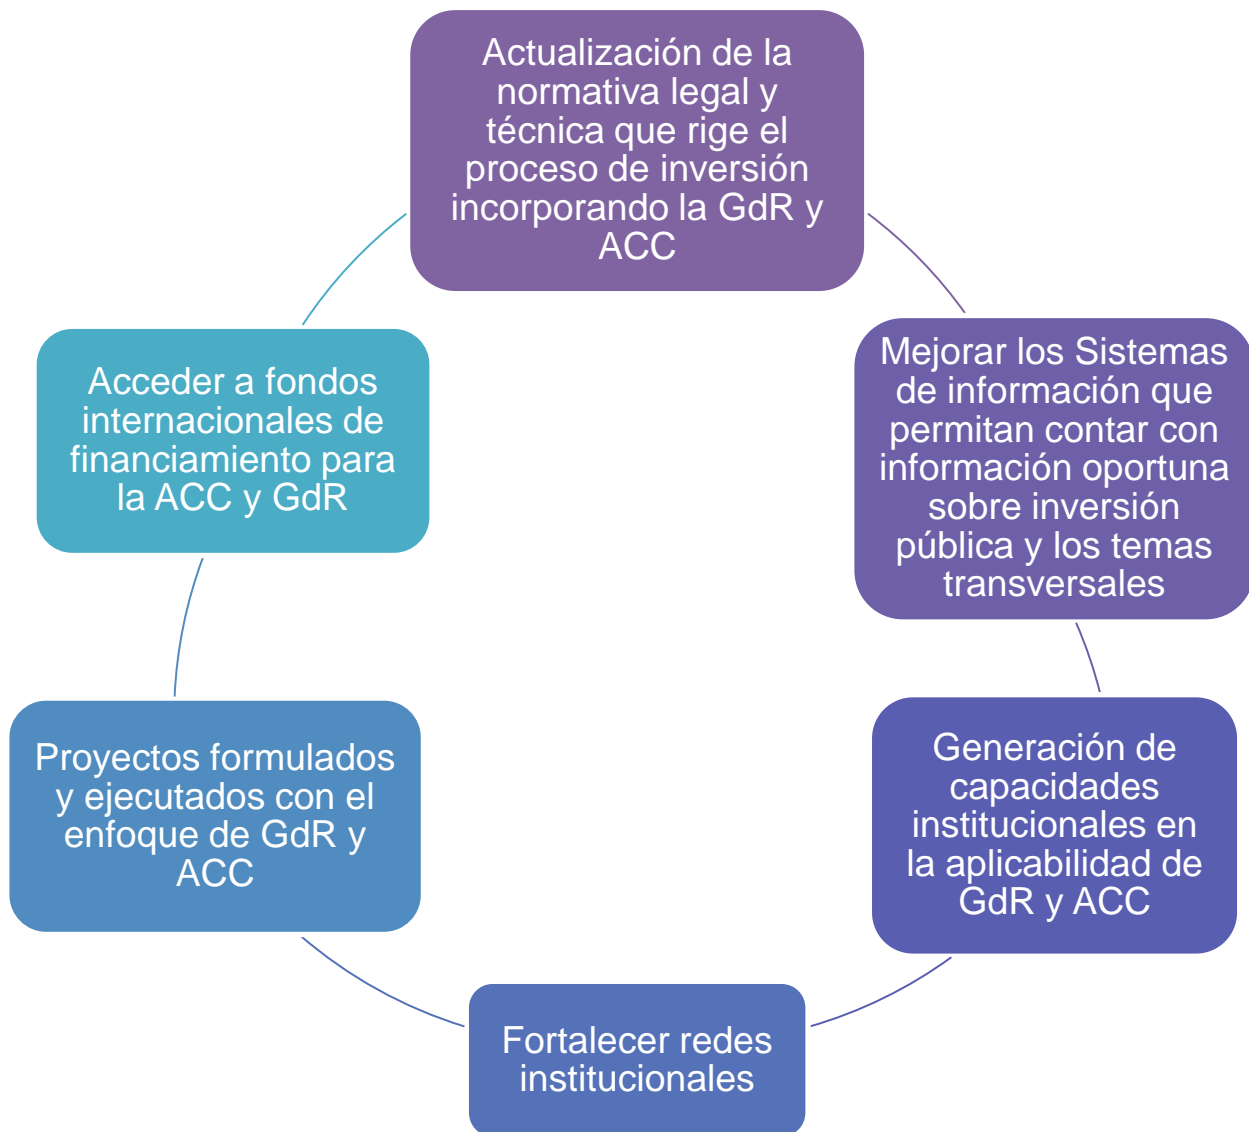 Actualización de la
normativa legal y
técnica que rige el
proceso de inversión
incorporando la GdR y
ACC
Mejorar los Sistemas
de información que
permitan contar con
información oportuna
sobre inversión
pública y los temas
transversales
Generación de
capacidades
institucionales en
la aplicabilidad de
GdR y ACC
Fortalecer redes
institucionales
Proyectos formulados
y ejecutados con el
enfoque de GdR y
ACC
Acceder a fondos
internacionales de
financiamiento para
la ACC y GdR